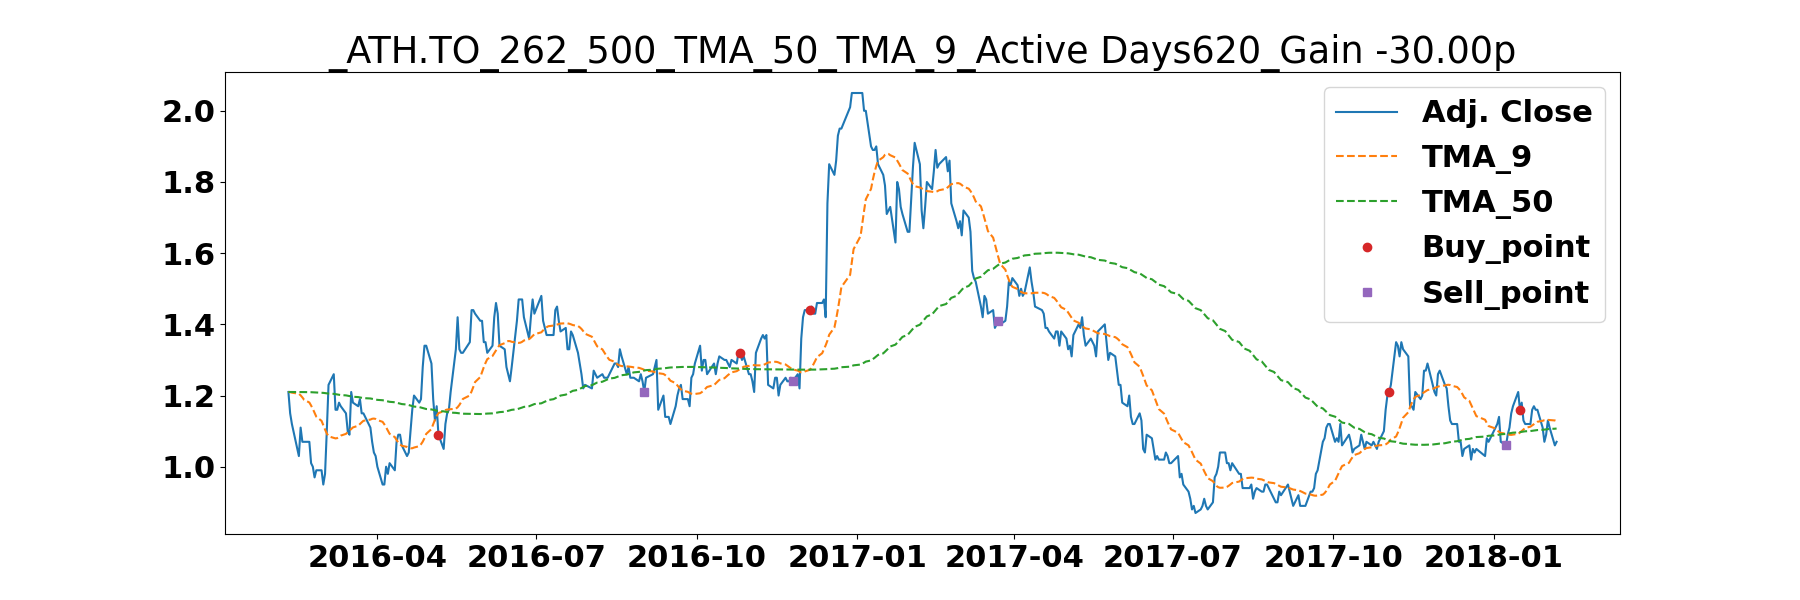 _ATH.TO_262_500_TMA_50_TMA_9_Active Days620_Gain -30.00p
2.0
1.8
1.6
1.4
1.2
1.0
Adj. Close
TMA_9
TMA_50
Buy_point
Sell_point
2016-04 2016-07 2016-10 2017-01 2017-04 2017-07 2017-10 2018-01